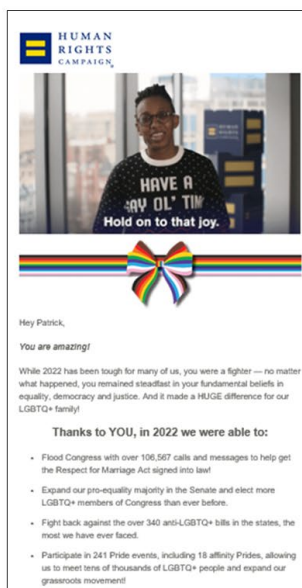 HUMAN
RIGHTS
CAMPAIGN
HUMAN
RIGHTS
CAMPAIGN
HAVE A
GAY OL' TIM
Hold on to that joy.
Hey Patrick,
You are amazing!
While 2022 has been tough for many of us, you were a fighter — no matter
what happened, you remained steadfast in your fundamental beliefs in
equality, democracy and justice. And it made a HUGE difference for our
LGBTQ+ family!
Thanks to YOU, in 2022 we were able to:
• Flood Congress with over 106,567 calls and messages to help get
the Respect for Marriage Act signed into law!
• Expand our pro-equality majority in the Senate and elect more
LGBTQ+ members of Congress than ever before.
• Fight back against the over 340 anti-LGBTQ+ bills in the states, the
most we have ever faced.
• Participate in 241 Pride events, including 18 affinity Prides, allowing
us to meet tens of thousands of LGBTQ+ people and expand our
grassroots movement!